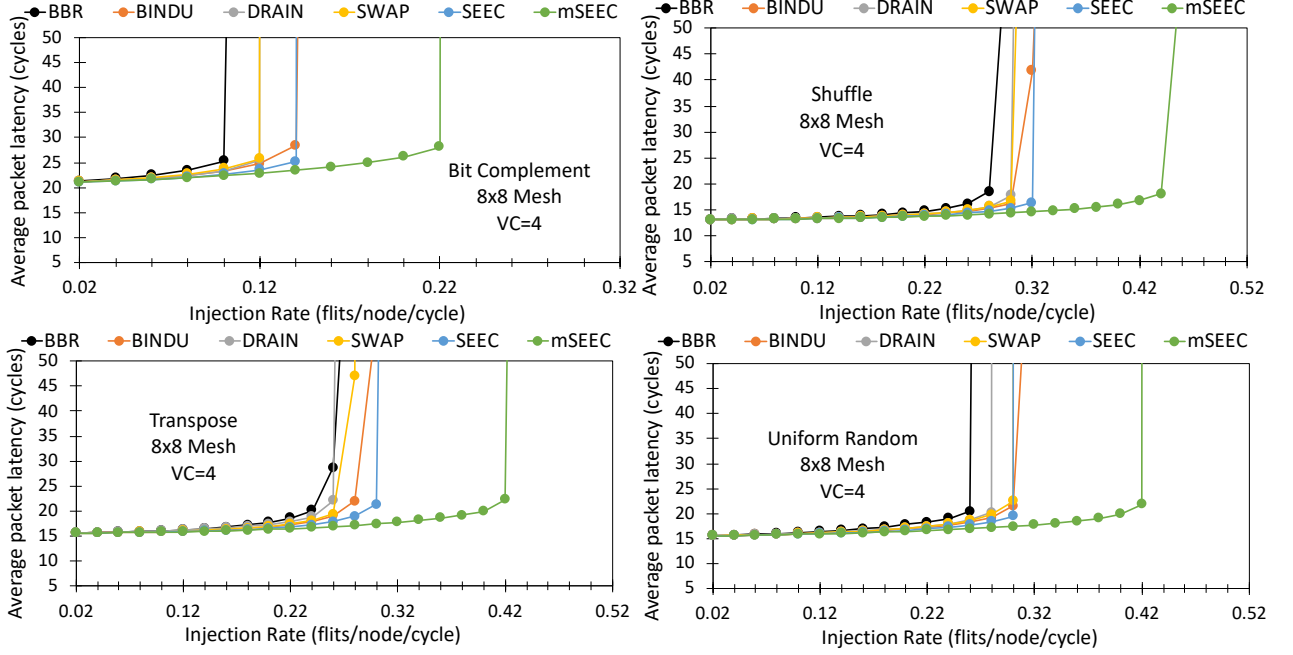 BBR BINDU DRAIN SWAP SEEC mSEEC
Average packet latency (cycles)
50
45
40
35
30
25
20
15
10
5
Bit Complement
8x8 Mesh
VC=4
0.02 0.12 0.22 0.32
Injection Rate (flits/node/cycle)
BBR BINDU DRAIN SWAP SEEC mSEEC
Average packet latency (cycles)
50
45
40
35
30
25
20
15
10
5
Shuffle
8x8 Mesh
VC=4
0.02 0.12 0.22 0.32 0.42 0.52
Injection Rate (flits/node/cycle)
BBR BINDU DRAIN SWAP SEEC mSEEC
Average packet latency (cycles)
50
45
40
35
30
25
20
15
10
5
Transpose
8x8 Mesh
VC=4
0.02 0.12 0.22 0.32 0.42 0.52
Injection Rate (flits/node/cycle)
BBR BINDU DRAIN SWAP SEEC mSEEC
Average packet latency (cycles)
50
45
40
35
30
25
20
15
10
5
Uniform Random
8x8 Mesh
VC=4
0.02 0.12 0.22 0.32 0.42 0.52
Injection Rate (flits/node/cycle)